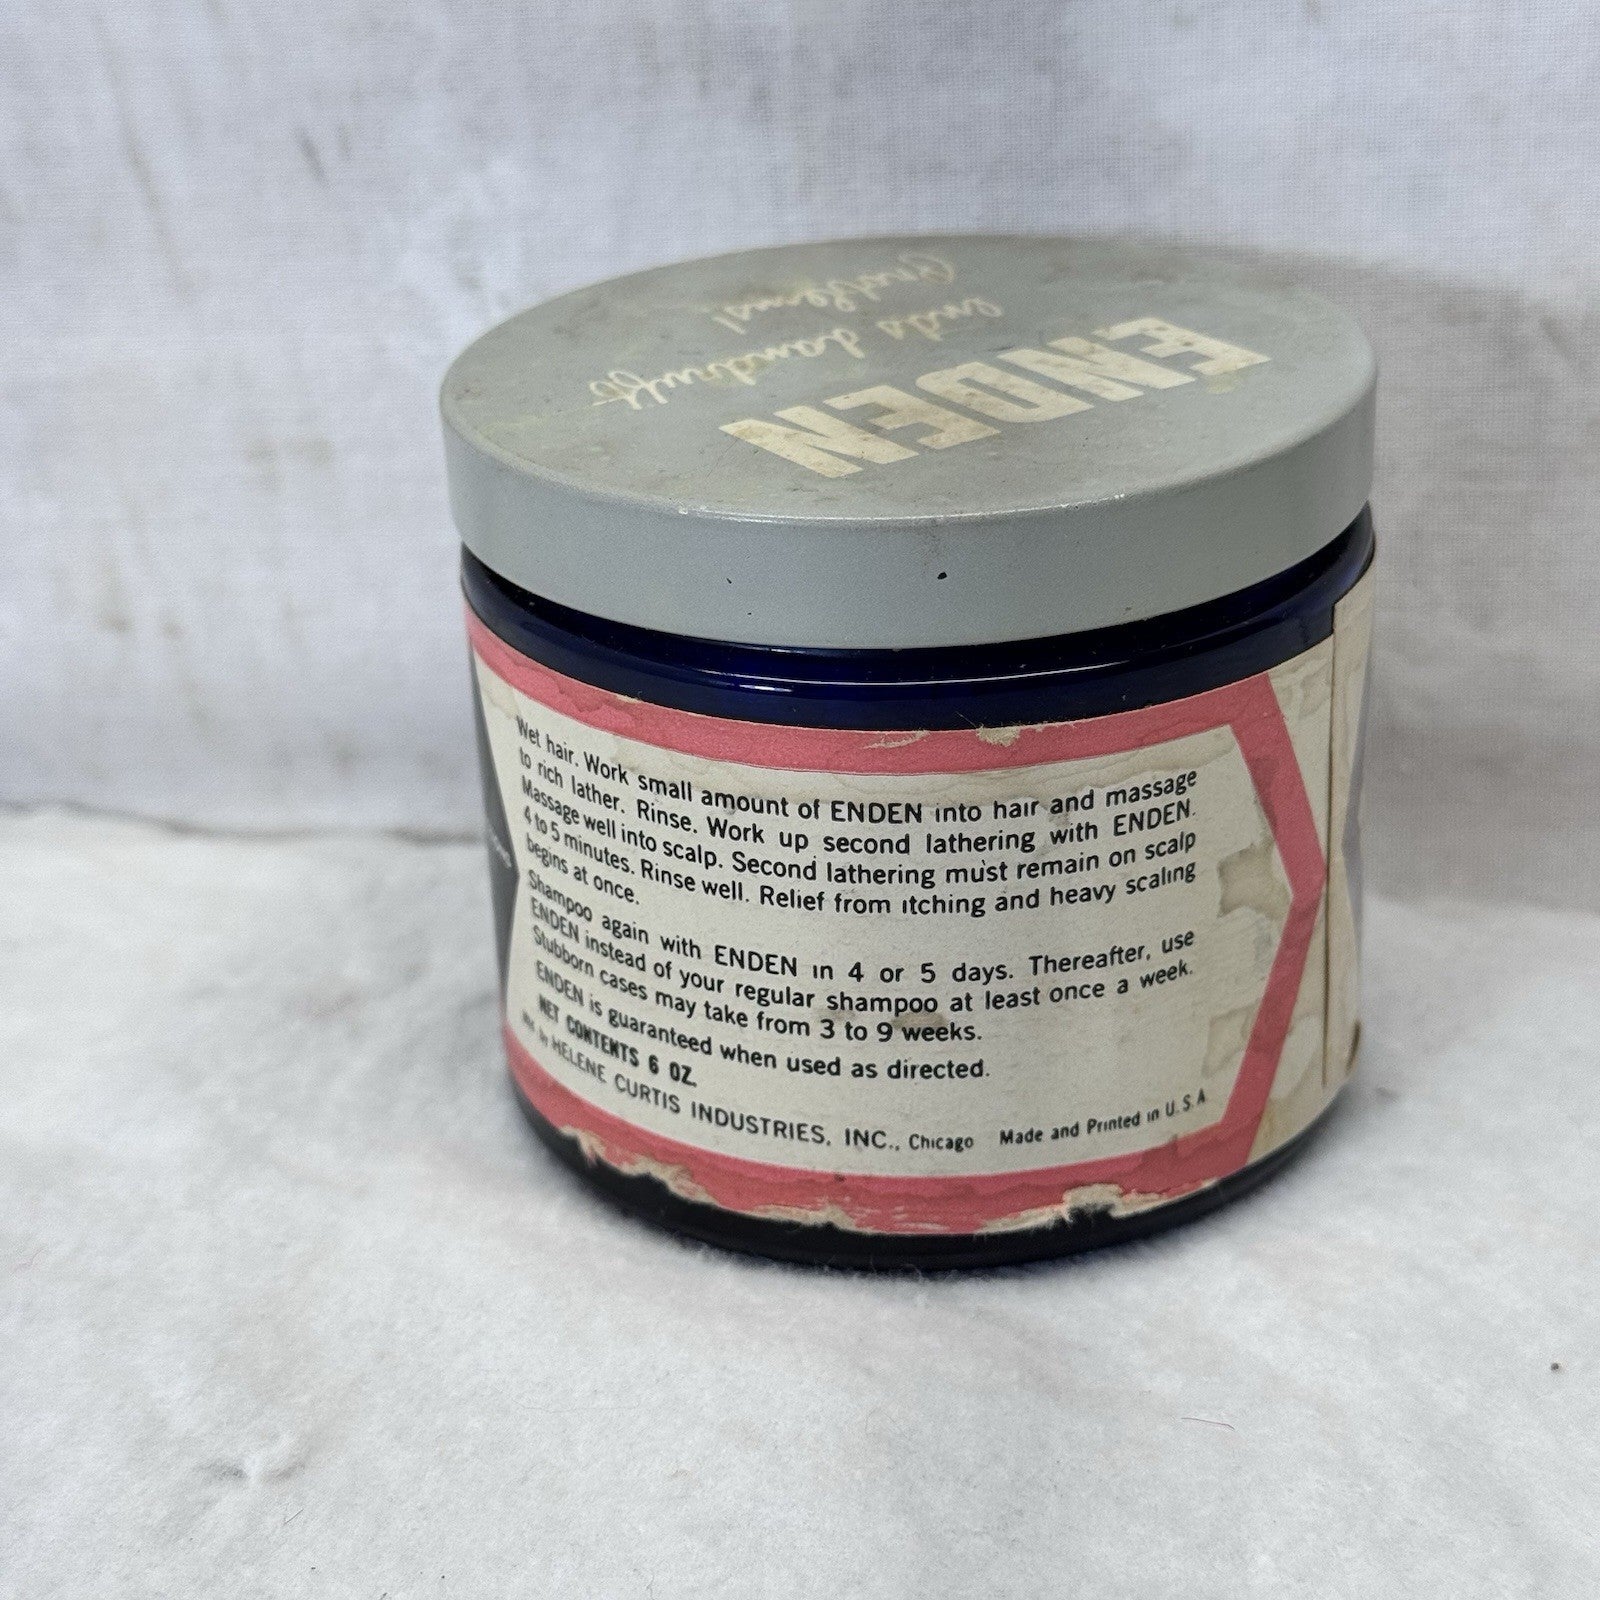 ENDEN
Wet hair. Work small amount of ENDEN into hair and massage
to rich lather. Rinse. Work up second lathering with ENDEN.
Massage well into scalp. Second lathering must remain on scalp
4 to 5 minutes. Rinse well. Relief from itching and heavy scaling
begins at once.
Shampoo again with ENDEN in 4 or 5 days. Thereafter, use
ENDEN instead of your regular shampoo at least once a week.
Stubborn cases may take from 3 to 9 weeks.
ENDEN is guaranteed when used as directed.
NET CONTENTS 6 OZ.
by HELENE CURTIS INDUSTRIES, INC., Chicago Made and Printed in U.S.A